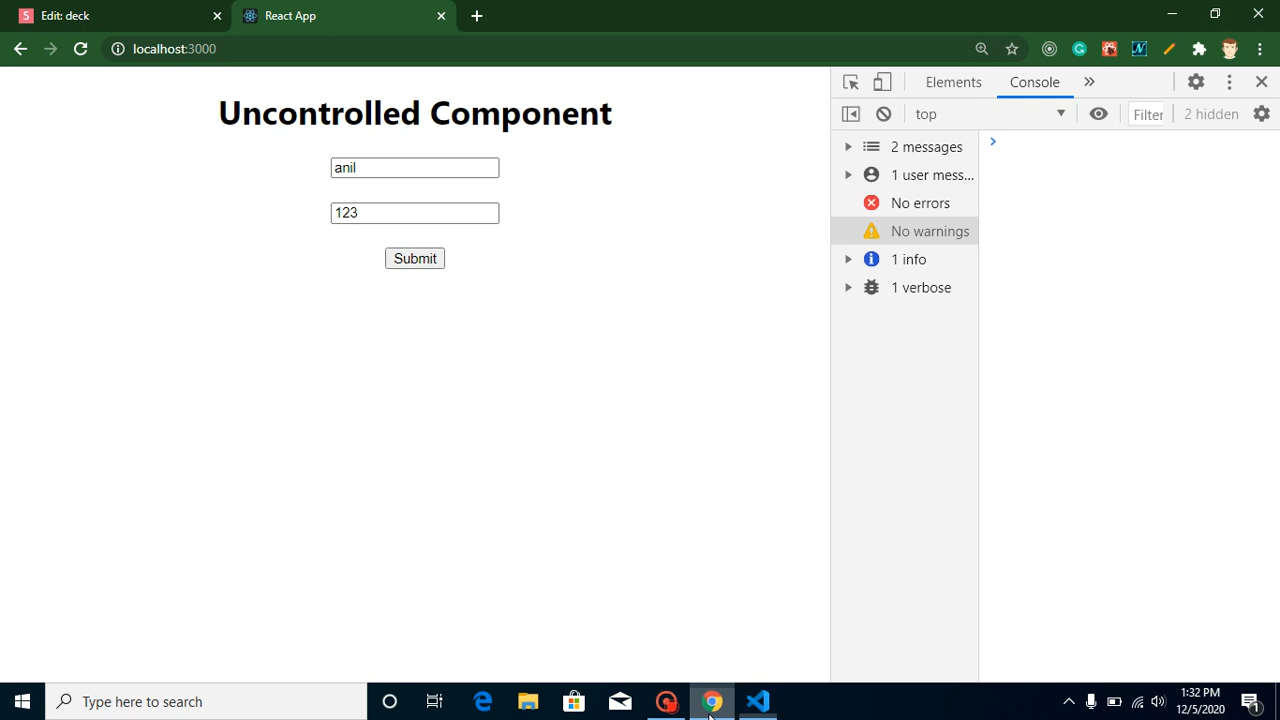 Edit: deck
React App
localhost:3000
Elements
Console
top
Filter
2 hidden
2 messages
1 user mess...
No errors
No warnings
1 info
1 verbose
Uncontrolled Component
anil
123
Submit
Type here to search
1:32 PM
12/5/2020
1